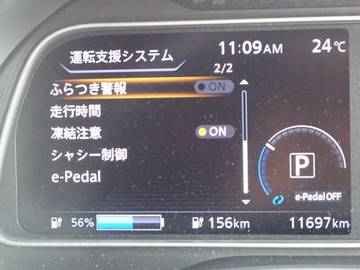 運転支援システム 11:09AM 24℃
2/2
ふらつき警報 ON
走行時間
凍結注意 ON
シャシー制御
e-Pedal
P
e-Pedal OFF
56% 156km 11697km